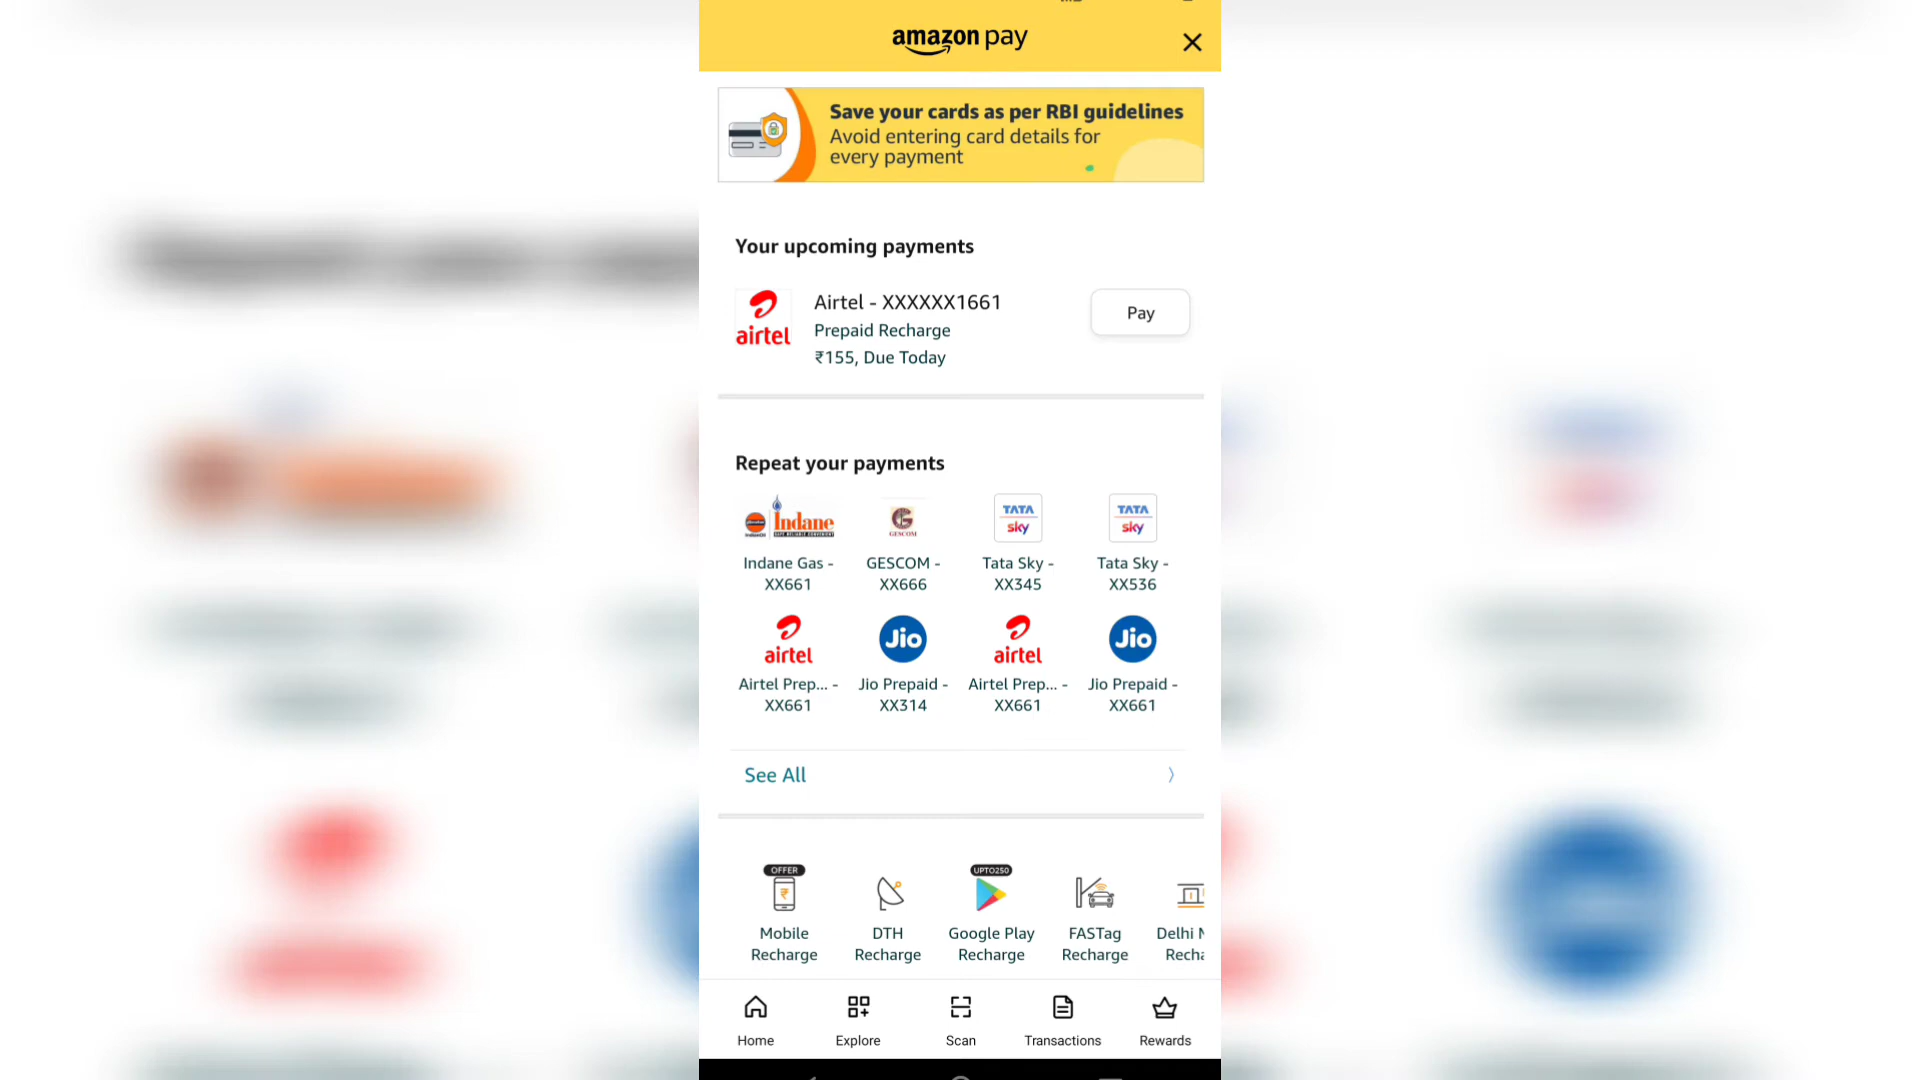 amazon pay
Save your cards as per RBI guidelines
Avoid entering card details for
every payment
Your upcoming payments
airtel
Airtel - XXXXXX1661
Prepaid Recharge
₹155, Due Today
Pay
Repeat your payments
Indane
GESCOM
TATA
sky
TATA
sky
Indane Gas -
XX661
GESCOM -
XX666
Tata Sky -
XX345
Tata Sky -
XX536
airtel
Jio
airtel
Jio
Airtel Prep... -
XX661
Jio Prepaid -
XX314
Airtel Prep... -
XX661
Jio Prepaid -
XX661
See All
OFFER
UPTO250
Mobile
Recharge
DTH
Recharge
Google Play
Recharge
FASTag
Recharge
Delhi
Recha
Home
Explore
Scan
Transactions
Rewards